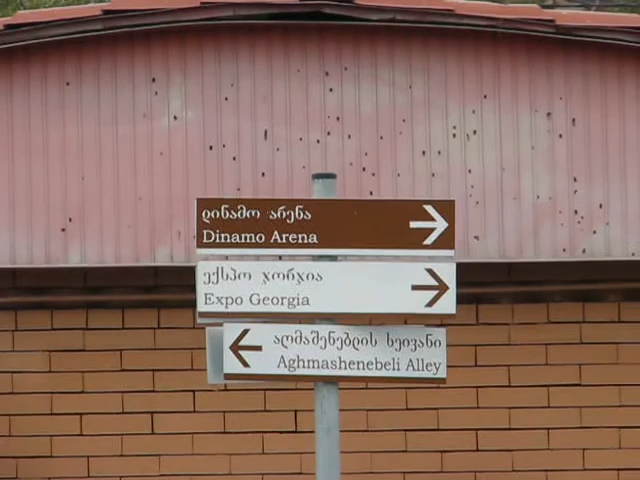 დინამო არენა
Dinamo Arena
ექსპო ჯორჯია
Expo Georgia
აღმაშენებლის ხეივანი
Aghmashenebeli Alley